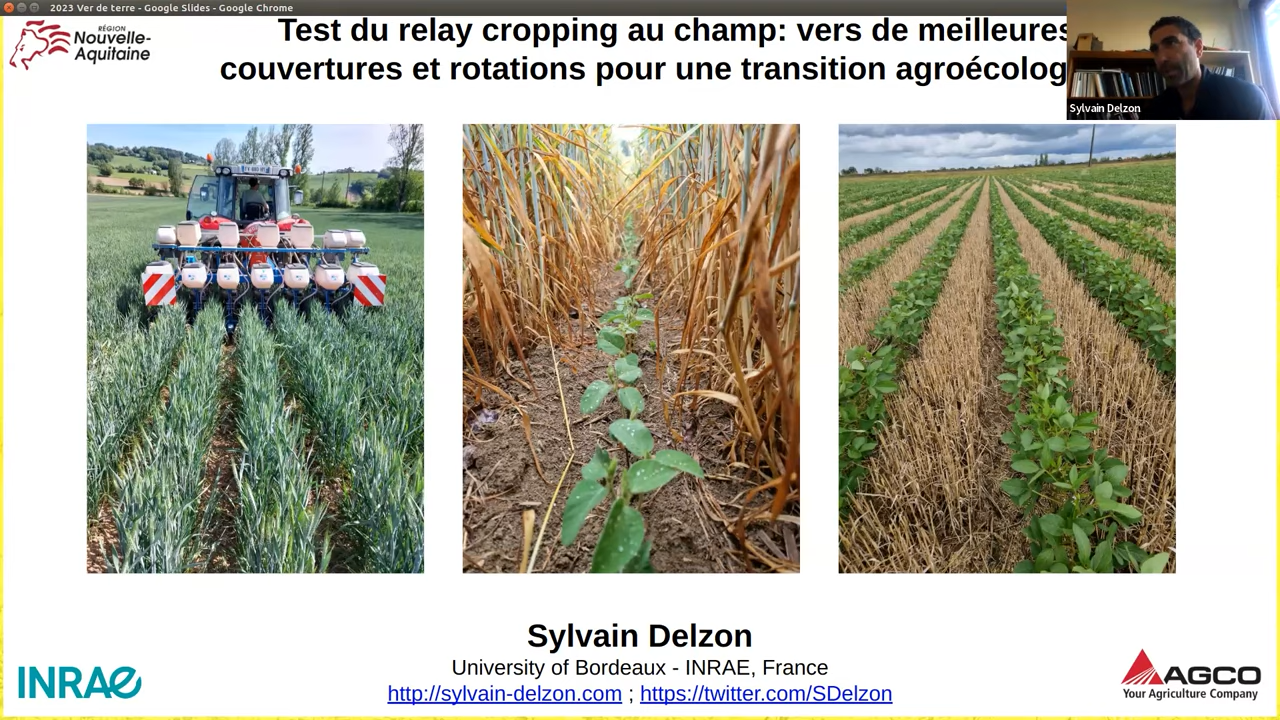 2023 Ver de terre - Google Slides - Google Chrome
RÉGION
Nouvelle-
Aquitaine
Test du relay cropping au champ: vers de meilleures
couvertures et rotations pour une transition agroécolog
Sylvain Delzon
Sylvain Delzon
University of Bordeaux - INRAE, France
http://sylvain-delzon.com ; https://twitter.com/SDelzon
INRAE
AGCO
Your Agriculture Company